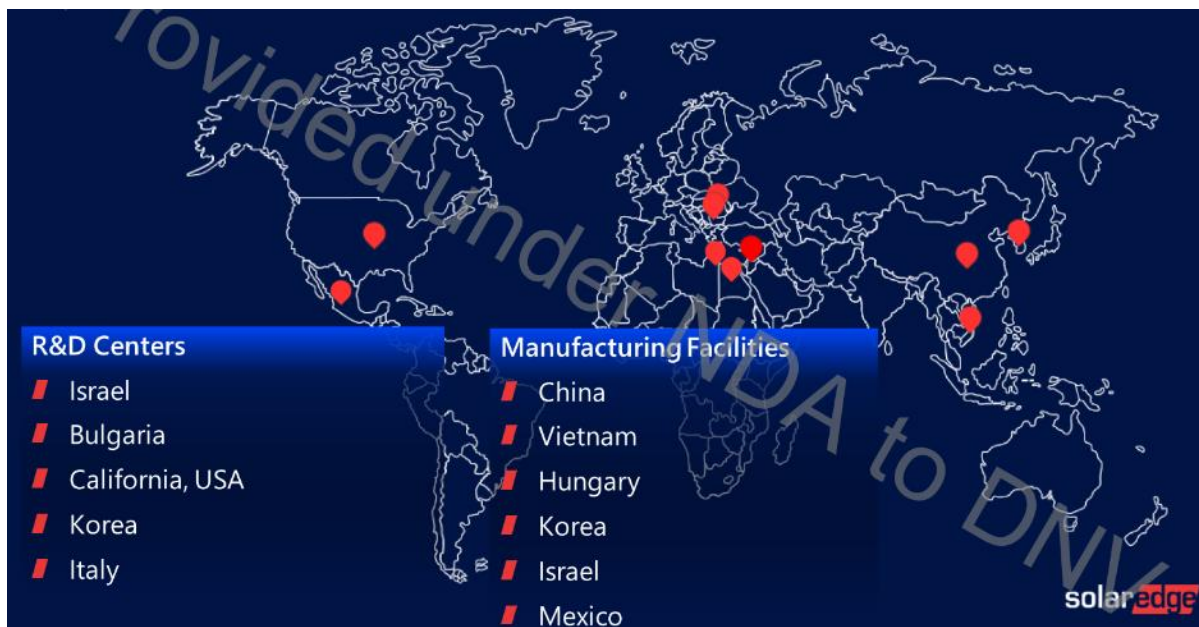 Provided under NDA to DNV
R&D Centers
Israel
Bulgaria
California, USA
Korea
Italy
Manufacturing Facilities
China
Vietnam
Hungary
Korea
Israel
Mexico
solaredge